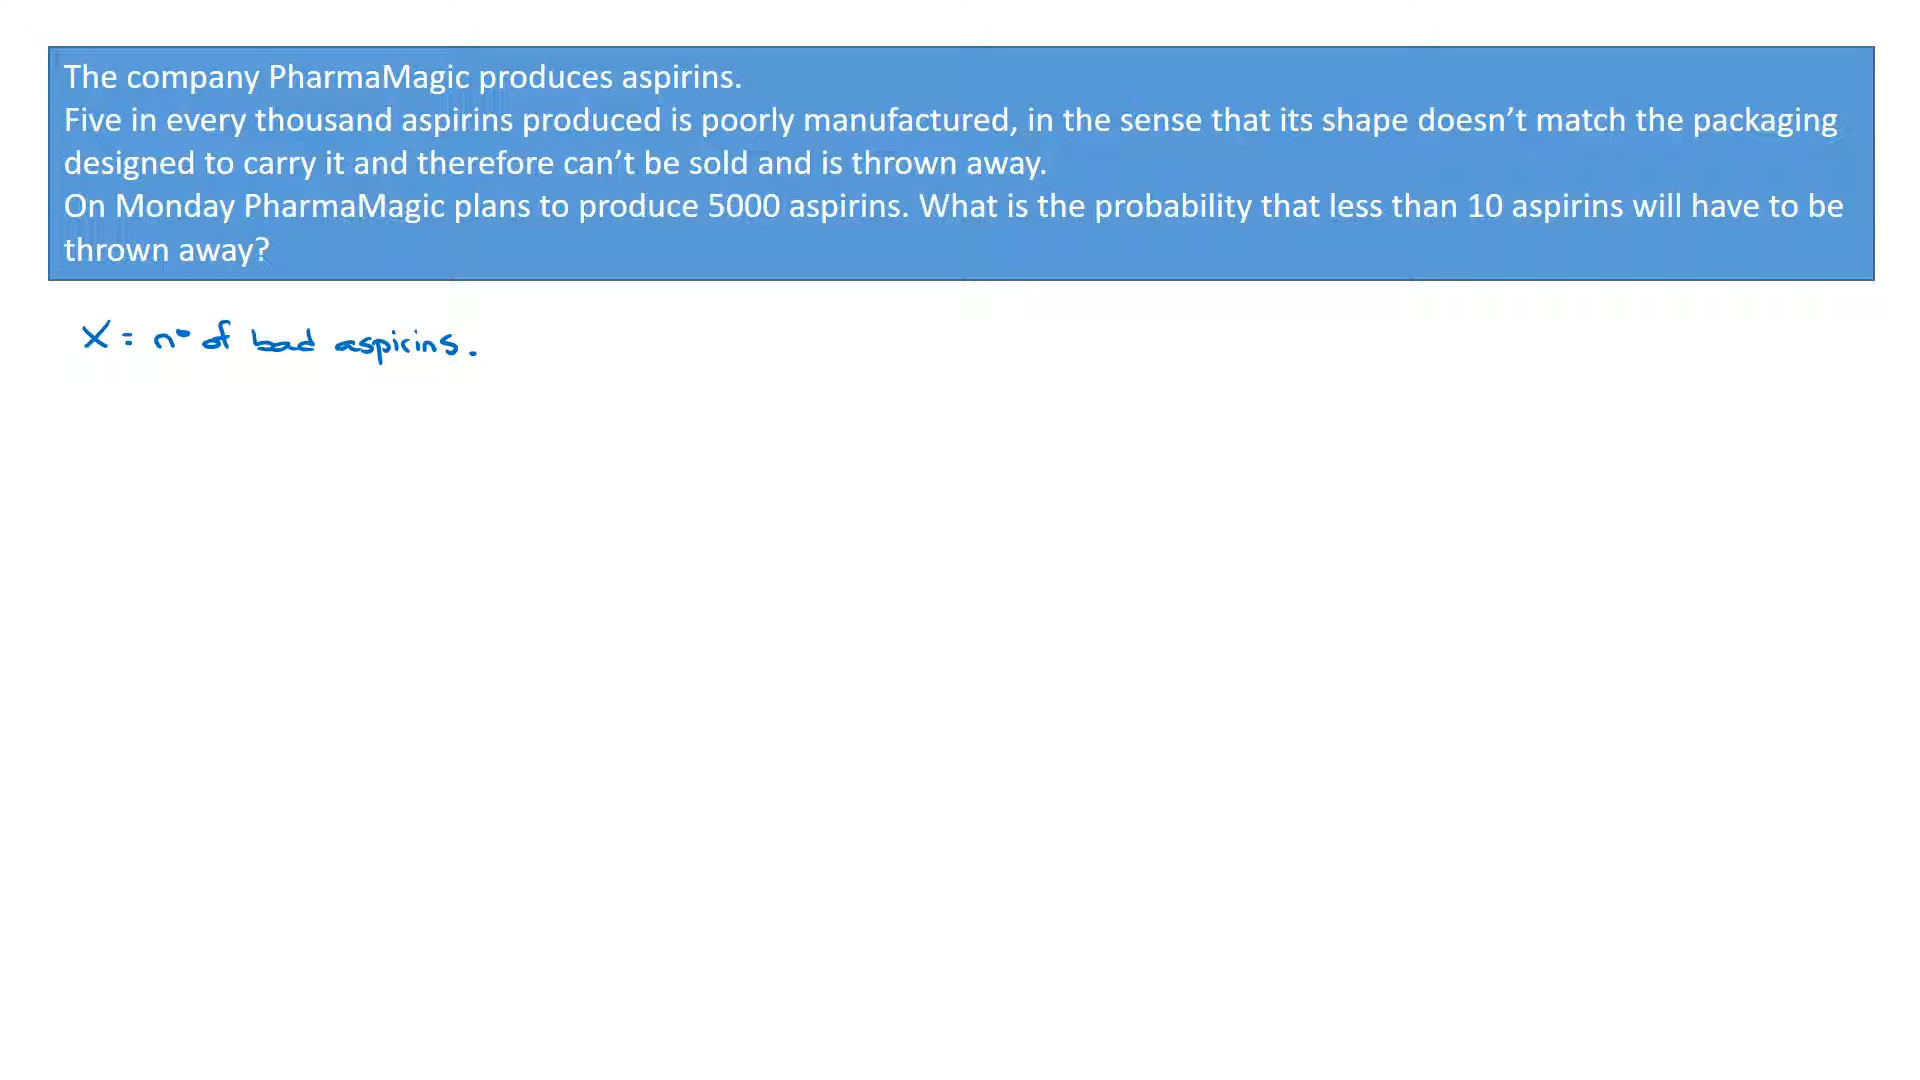 The company PharmaMagic produces aspirins.
Five in every thousand aspirins produced is poorly manufactured, in the sense that its shape doesn’t match the packaging
designed to carry it and therefore can’t be sold and is thrown away.
On Monday PharmaMagic plans to produce 5000 aspirins. What is the probability that less than 10 aspirins will have to be
thrown away?
X = n° of bad aspirins.